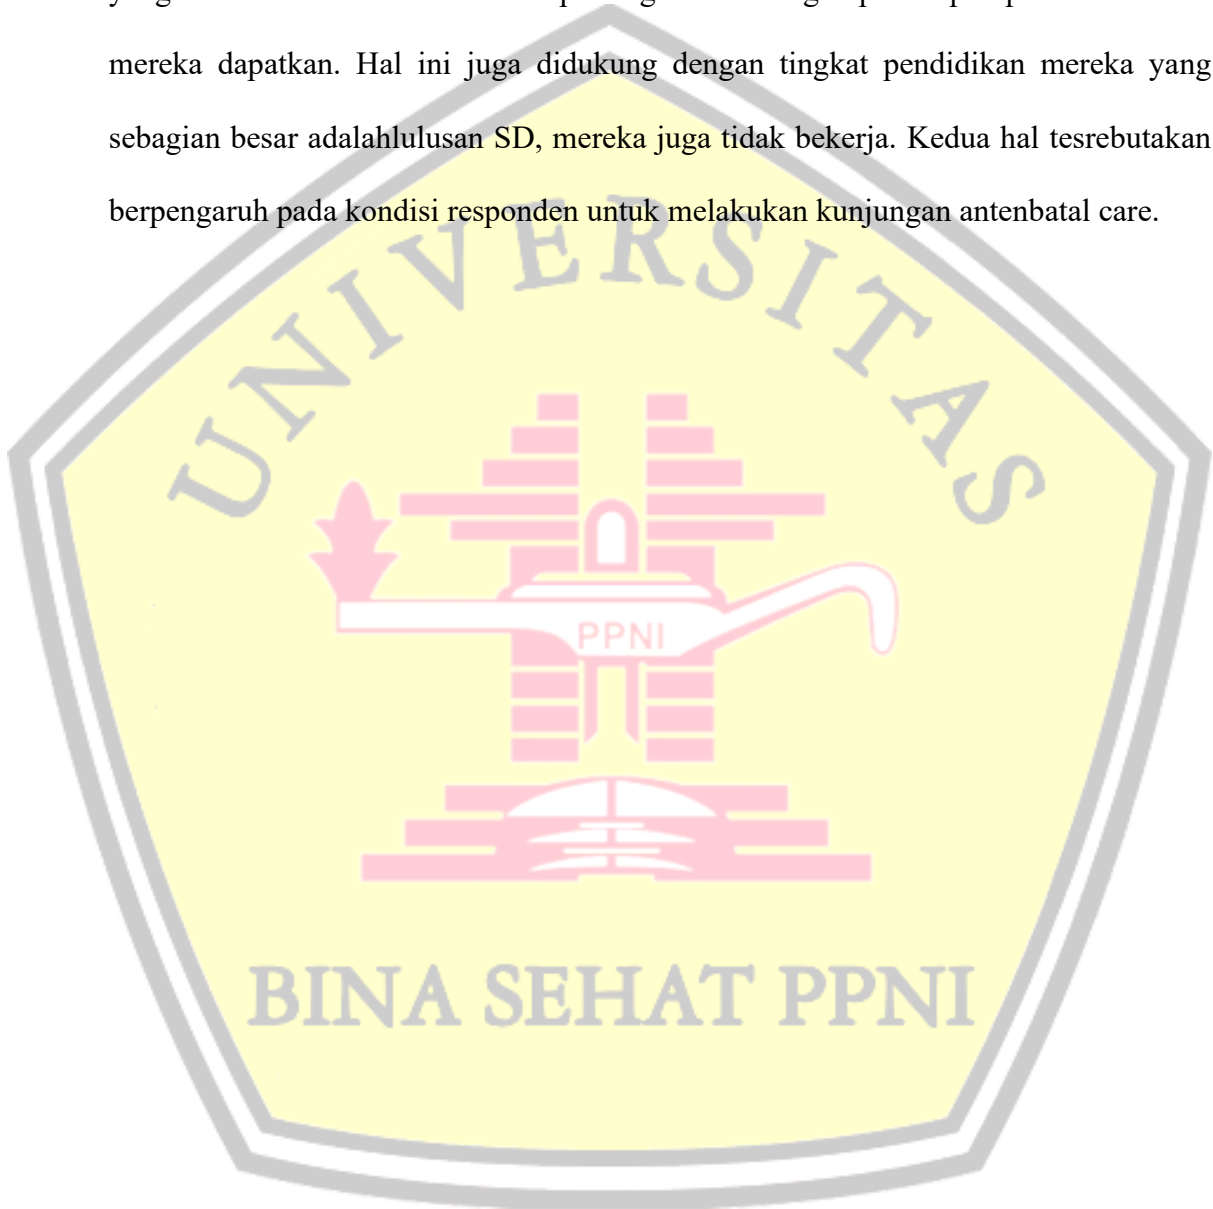 mereka dapatkan. Hal ini juga didukung dengan tingkat pendidikan mereka yang
sebagian besar adalahlulusan SD, mereka juga tidak bekerja. Kedua hal tesrebutakan
berpengaruh pada kondisi responden untuk melakukan kunjungan antenbatal care.
UNIVERSITAS
PPNI
BINA SEHAT PPNI